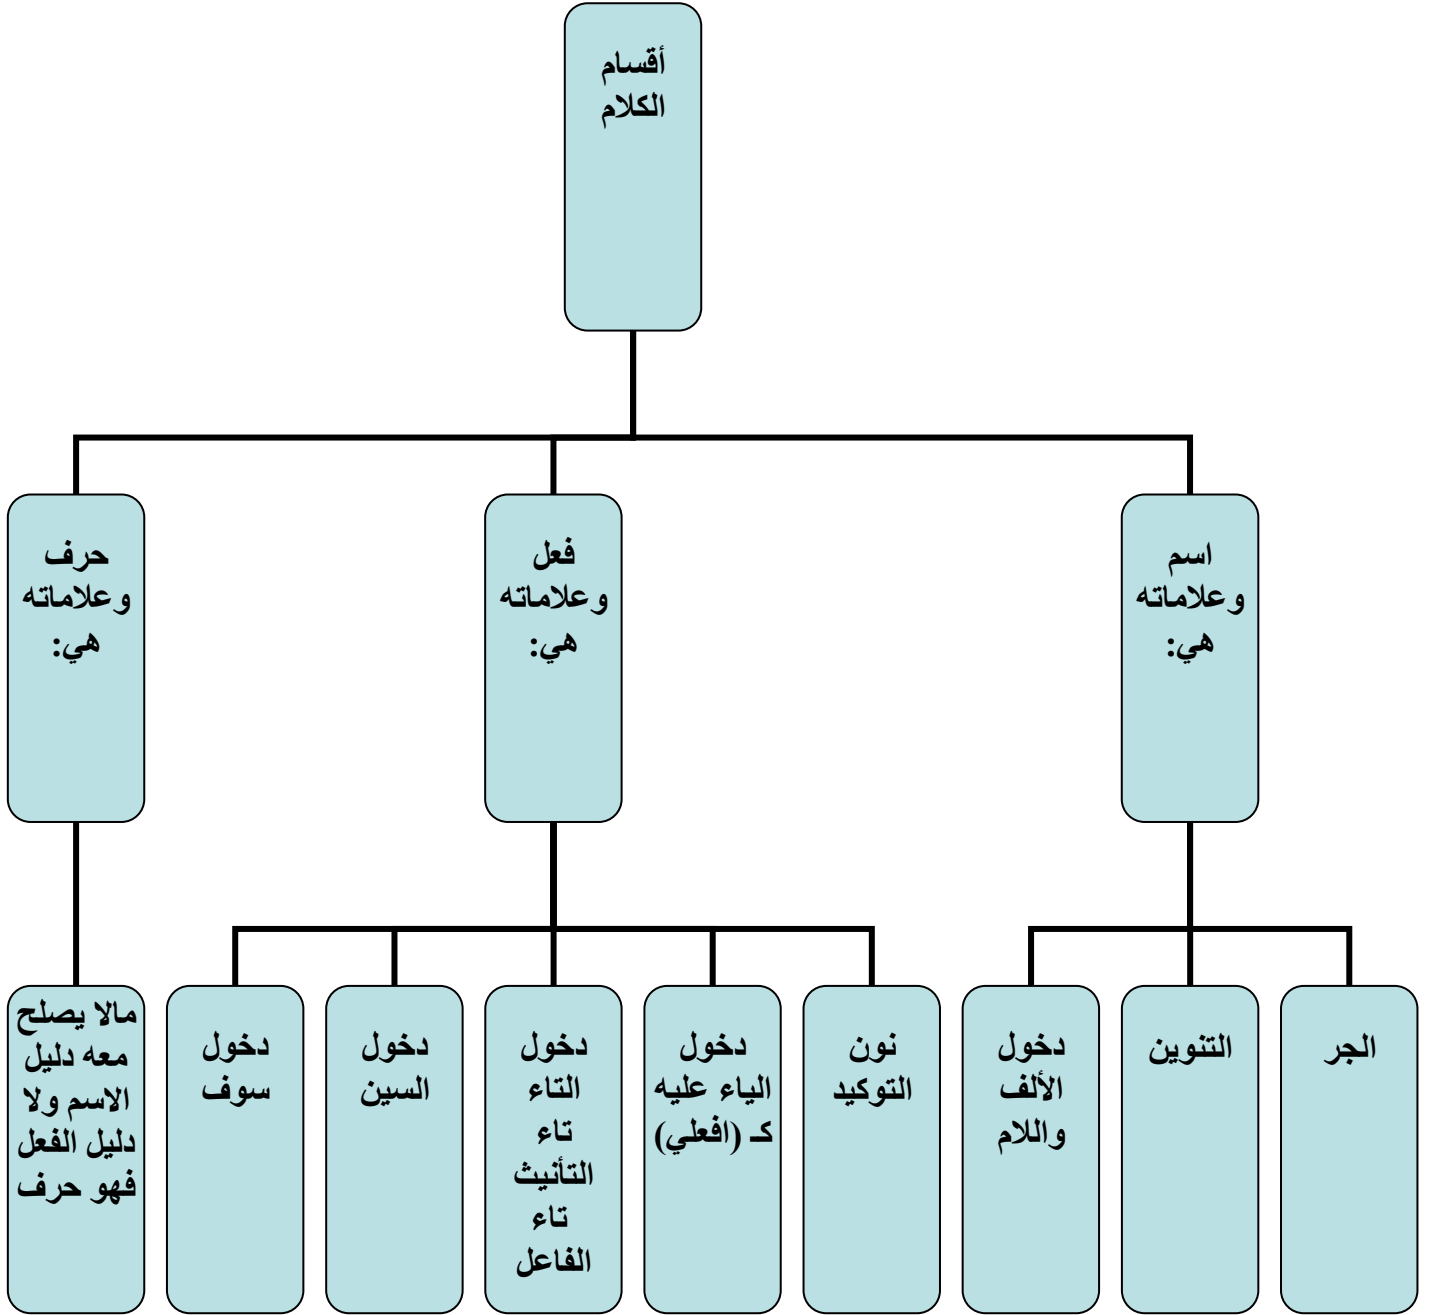 أقسام
الكلام
اسم
وعلاماته
هي:
فعل
وعلاماته
هي:
حرف
وعلاماته
هي:
الجر
التنوين
دخول
الألف
واللام
نون
التوكيد
دخول
الياء عليه
كـ (افعلي)
دخول
التاء
تاء
التأنيث
تاء
الفاعل
دخول
السين
دخول
سوف
مالا يصلح
معه دليل
الاسم ولا
دليل الفعل
فهو حرف